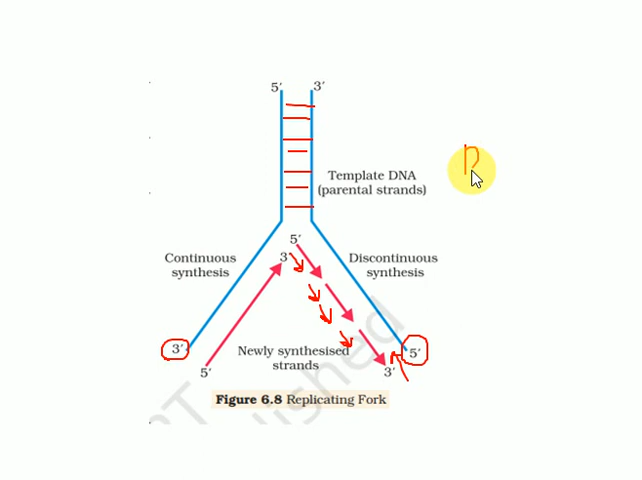 5′ 3′
Template DNA
(parental strands)
5′
3′
Continuous
synthesis
Discontinuous
synthesis
3′
5′
Newly synthesised
strands
5′
3′
Figure 6.8 Replicating Fork